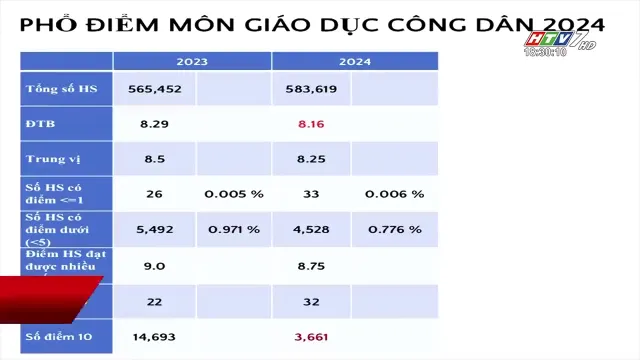 PHỔ ĐIỂM MÔN GIÁO DỤC CÔNG DÂN 2024
HTV7 HD
18:30:10
2023 2024
Tổng số HS 565,452 583,619
ĐTB 8.29 8.16
Trung vị 8.5 8.25
Số HS có
điểm <=1 26 0.005 % 33 0.006 %
Số HS có
điểm dưới
(<5) 5,492 0.971 % 4,528 0.776 %
Điểm HS đạt
được nhiều 9.0 8.75
22 32
Số điểm 10 14,693 3,661